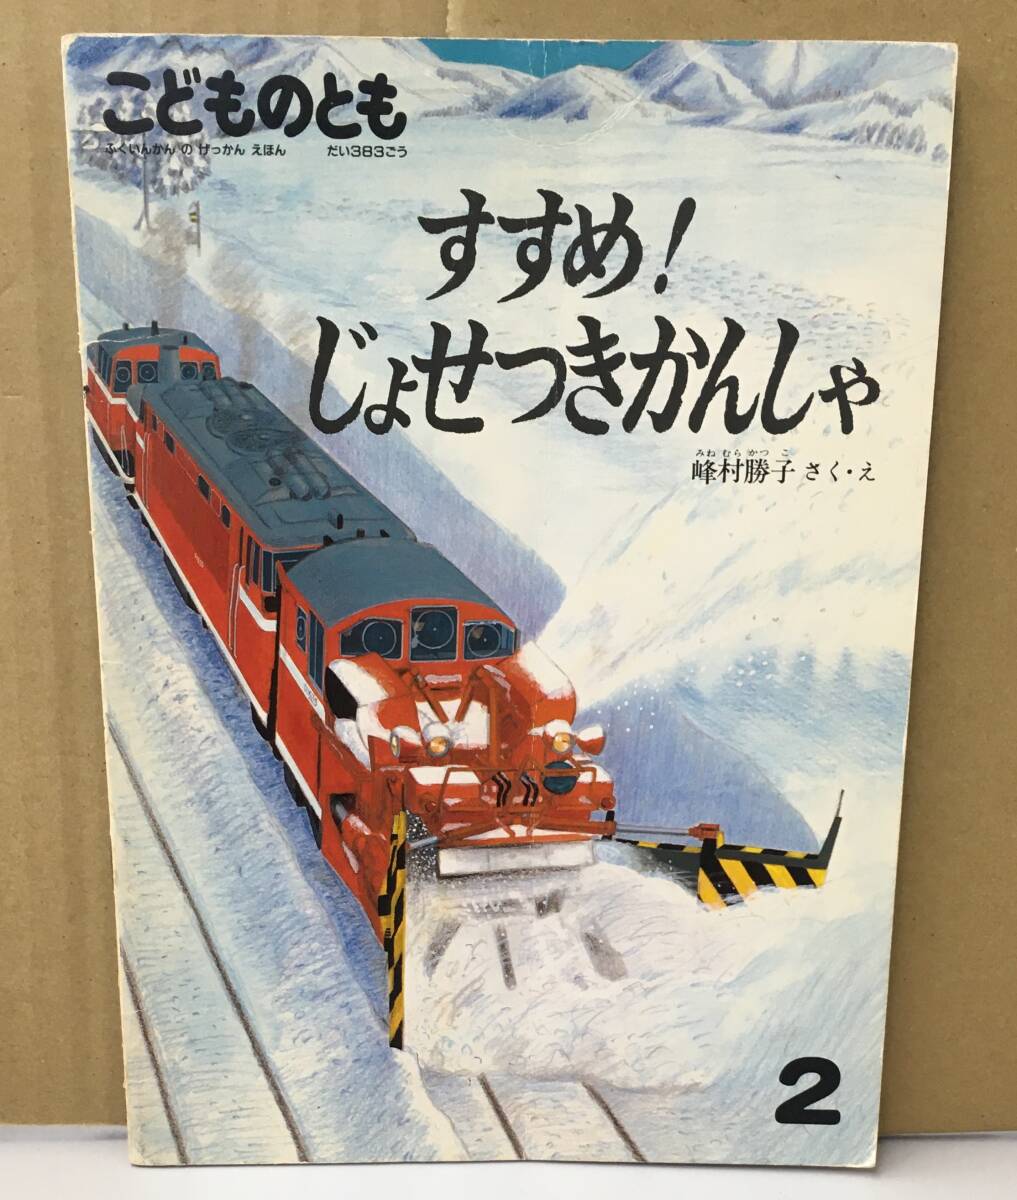 こどものとも
ふくいんかん の げっかん えほん だい383ごう
すすめ!
じょせつきかんしゃ
みね むら かつ こ
峰村勝子 さく・え
2